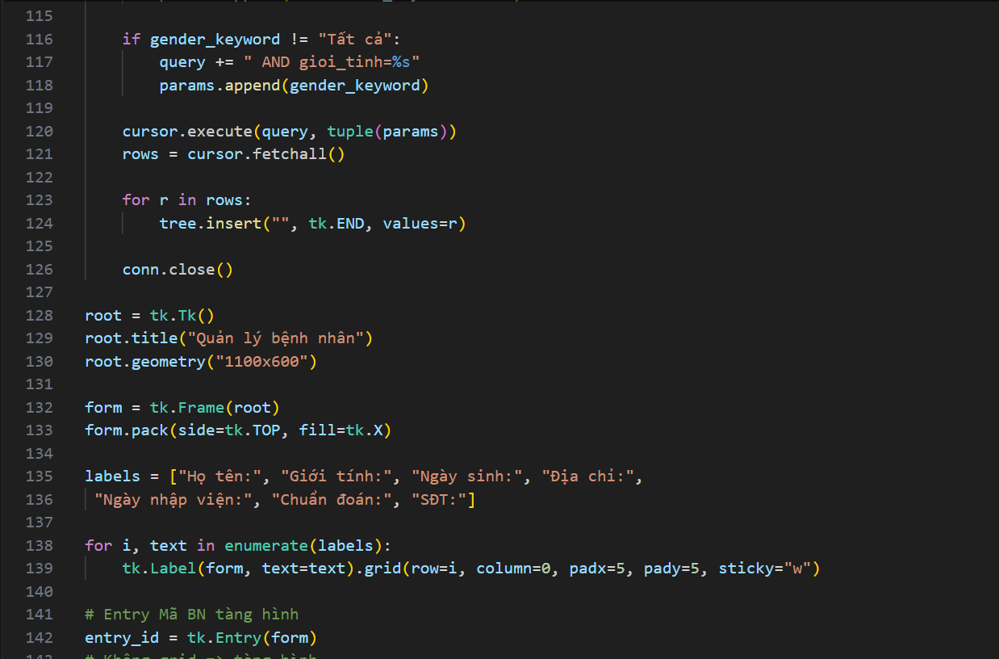 115
116 if gender_keyword != "Tất cả":
117 query += " AND gioi_tinh=%s"
118 params.append(gender_keyword)
119
120 cursor.execute(query, tuple(params))
121 rows = cursor.fetchall()
122
123 for r in rows:
124 tree.insert("", tk.END, values=r)
125
126 conn.close()
127
128 root = tk.Tk()
129 root.title("Quản lý bệnh nhân")
130 root.geometry("1100x600")
131
132 form = tk.Frame(root)
133 form.pack(side=tk.TOP, fill=tk.X)
134
135 labels = ["Họ tên:", "Giới tính:", "Ngày sinh:", "Địa chỉ:",
136 "Ngày nhập viện:", "Chuẩn đoán:", "SĐT:"]
137
138 for i, text in enumerate(labels):
139 tk.Label(form, text=text).grid(row=i, column=0, padx=5, pady=5, sticky="w")
140
141 # Entry Mã BN tàng hình
142 entry_id = tk.Entry(form)
143 # Không grid => tàng hình